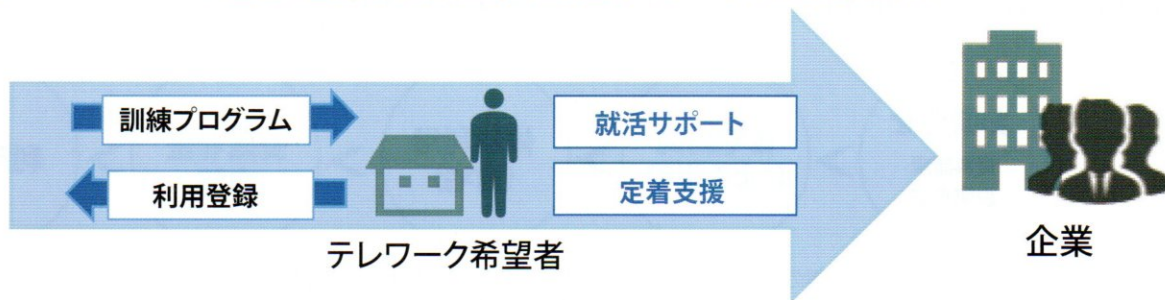 訓練プログラム
利用登録
テレワーク希望者
就活サポート
定着支援
企業